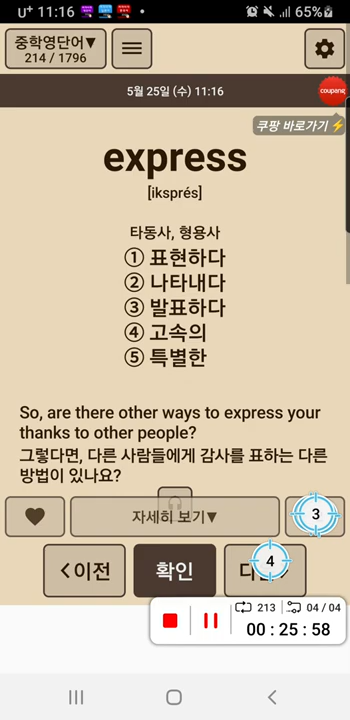 U+ 11:16 65%
중학영단어▼
214 / 1796
5월 25일 (수) 11:16
coupang
쿠팡 바로가기⚡
express
[iksprés]
타동사, 형용사
① 표현하다
② 나타내다
③ 발표하다
④ 고속의
⑤ 특별한
So, are there other ways to express your
thanks to other people?
그렇다면, 다른 사람들에게 감사를 표하는 다른
방법이 있나요?
자세히 보기▼
3
<이전
확인
4
213
04 / 04
00 : 25 : 58